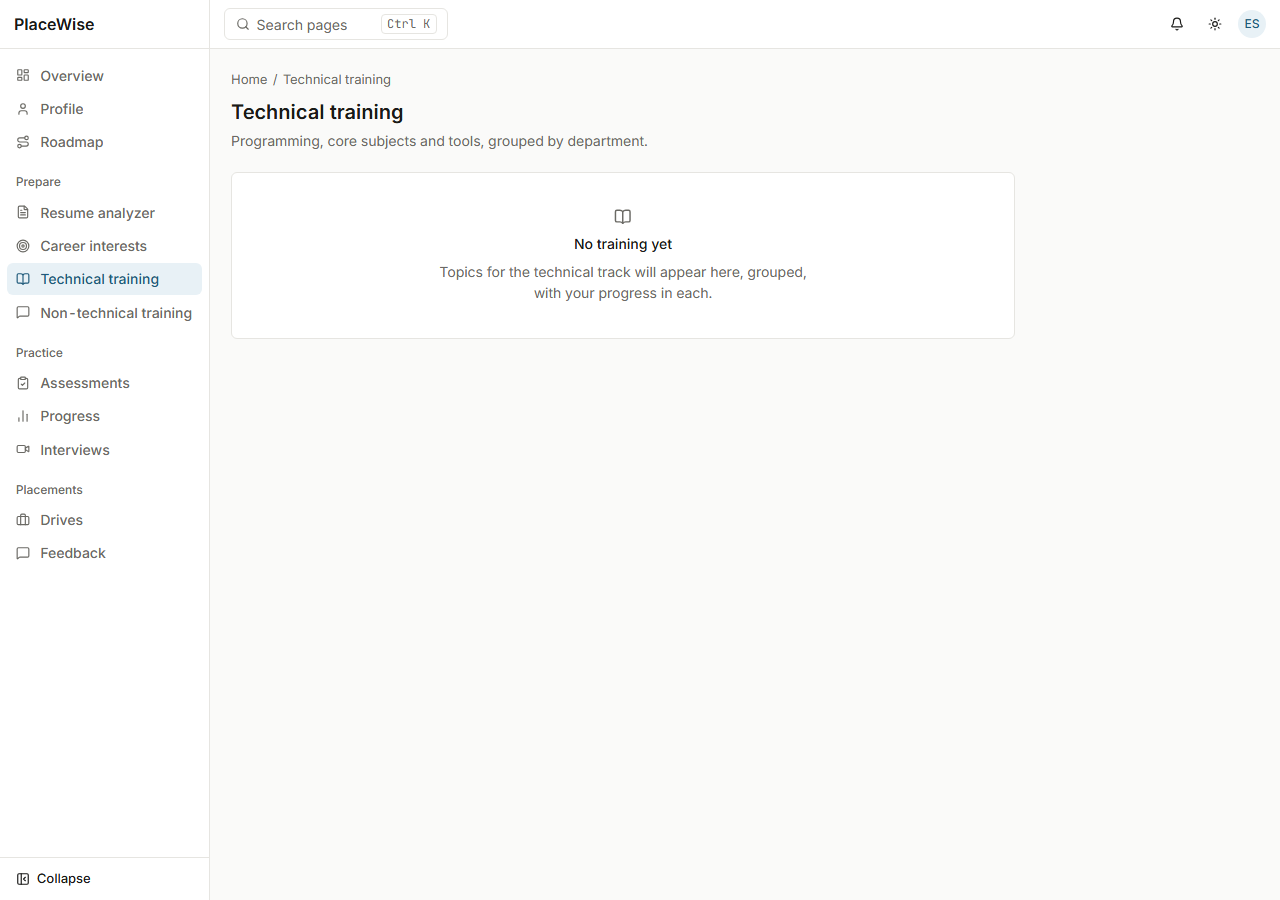 PlaceWise
Search pages
Ctrl K
ES
Overview
Profile
Roadmap
Prepare
Resume analyzer
Career interests
Technical training
Non-technical training
Practice
Assessments
Progress
Interviews
Placements
Drives
Feedback
Collapse
Home / Technical training
Technical training
Programming, core subjects and tools, grouped by department.
No training yet
Topics for the technical track will appear here, grouped,
with your progress in each.